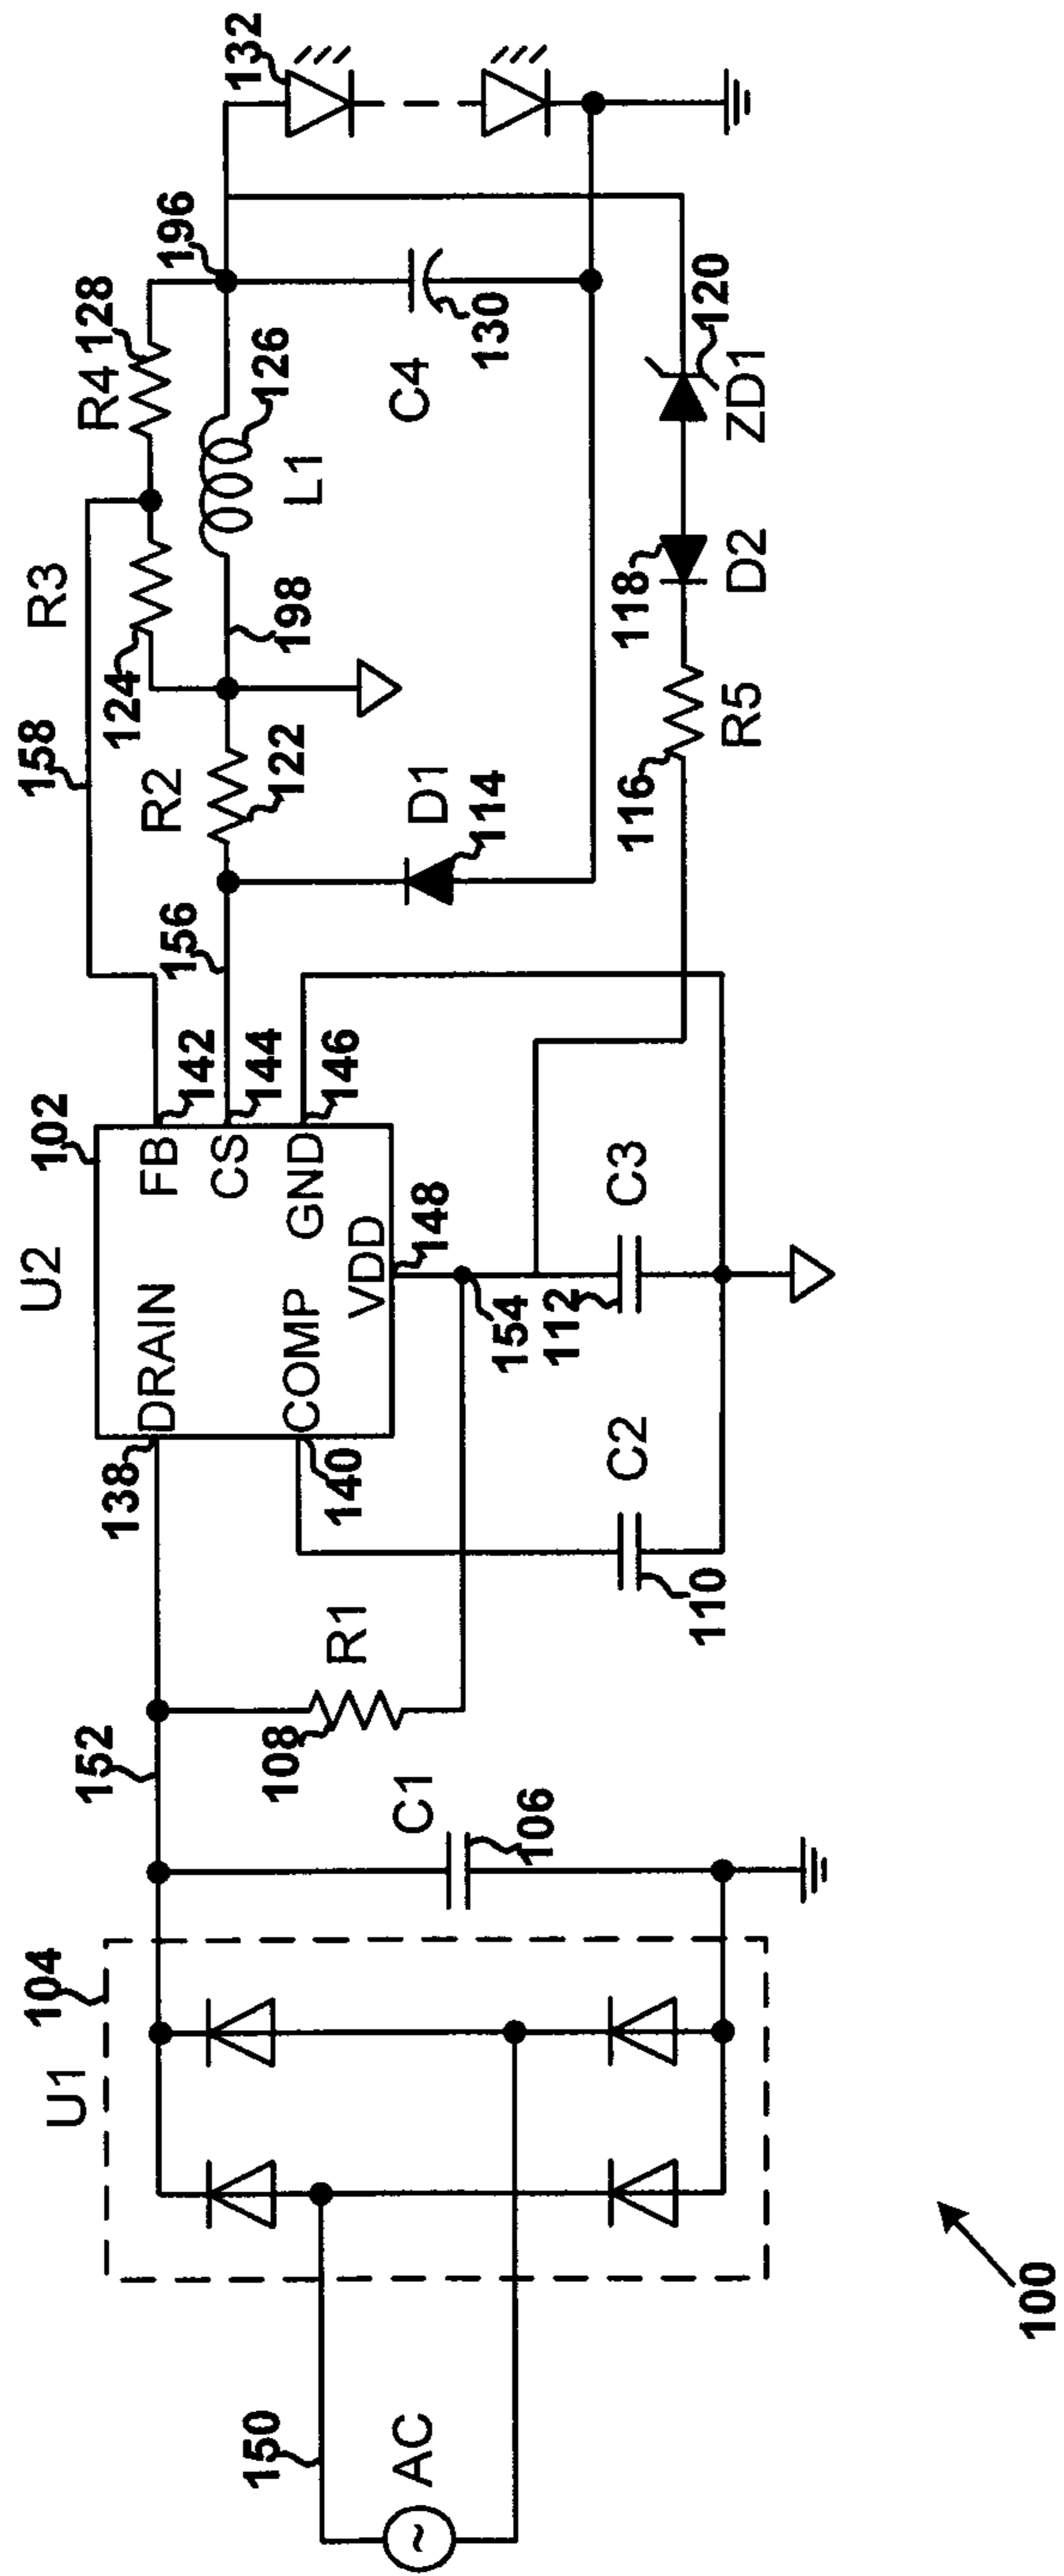 100
150
AC
~
U1
104
C1
106
152
108
R1
138
140
C2
110
U2
102
DRAIN
COMP
FB
CS
GND
VDD
142
144
146
148
154
112
C3
158
156
R2
122
D1
114
124
R3
198
L1
126
R4
128
196
C4
130
132
116
R5
118
D2
ZD1
120